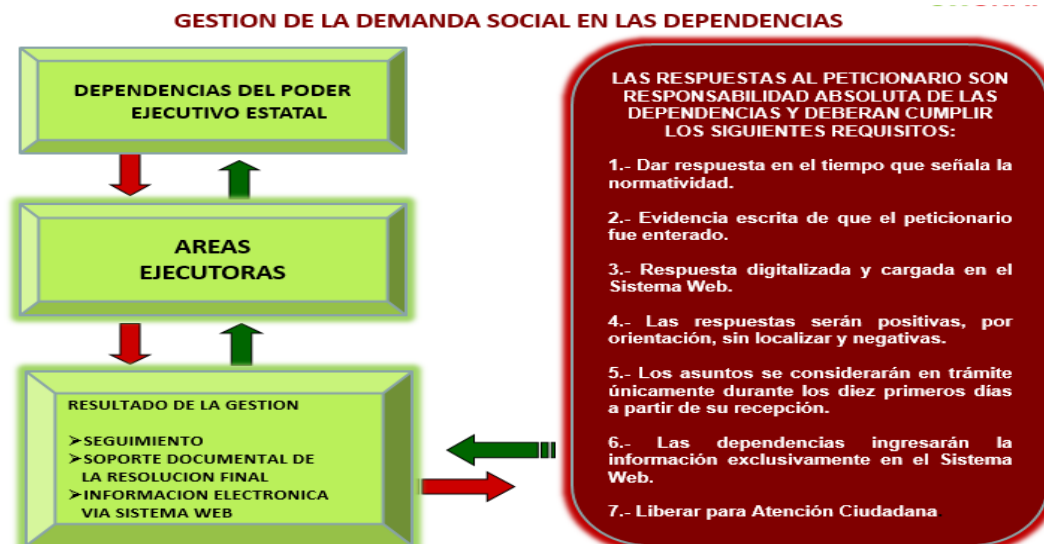 GESTION DE LA DEMANDA SOCIAL EN LAS DEPENDENCIAS
DEPENDENCIAS DEL PODER
EJECUTIVO ESTATAL
AREAS
EJECUTORAS
RESULTADO DE LA GESTION
➢SEGUIMIENTO
➢SOPORTE DOCUMENTAL DE
LA RESOLUCION FINAL
➢INFORMACION ELECTRONICA
VIA SISTEMA WEB
LAS RESPUESTAS AL PETICIONARIO SON
RESPONSABILIDAD ABSOLUTA DE LAS
DEPENDENCIAS Y DEBERAN CUMPLIR
LOS SIGUIENTES REQUISITOS:
1.- Dar respuesta en el tiempo que señala la
normatividad.
2.- Evidencia escrita de que el peticionario
fue enterado.
3.- Respuesta digitalizada y cargada en el
Sistema Web.
4.- Las respuestas serán positivas, por
orientación, sin localizar y negativas.
5.- Los asuntos se considerarán en trámite
únicamente durante los diez primeros días
a partir de su recepción.
6.- Las dependencias ingresarán la
información exclusivamente en el Sistema
Web.
7.- Liberar para Atención Ciudadana.